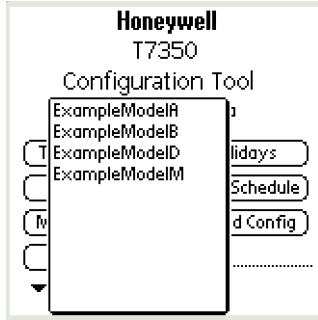 Honeywell
T7350
Configuration Tool
ExampleModelA
ExampleModelB
ExampleModelD
ExampleModelM
lidays
Schedule
d Config